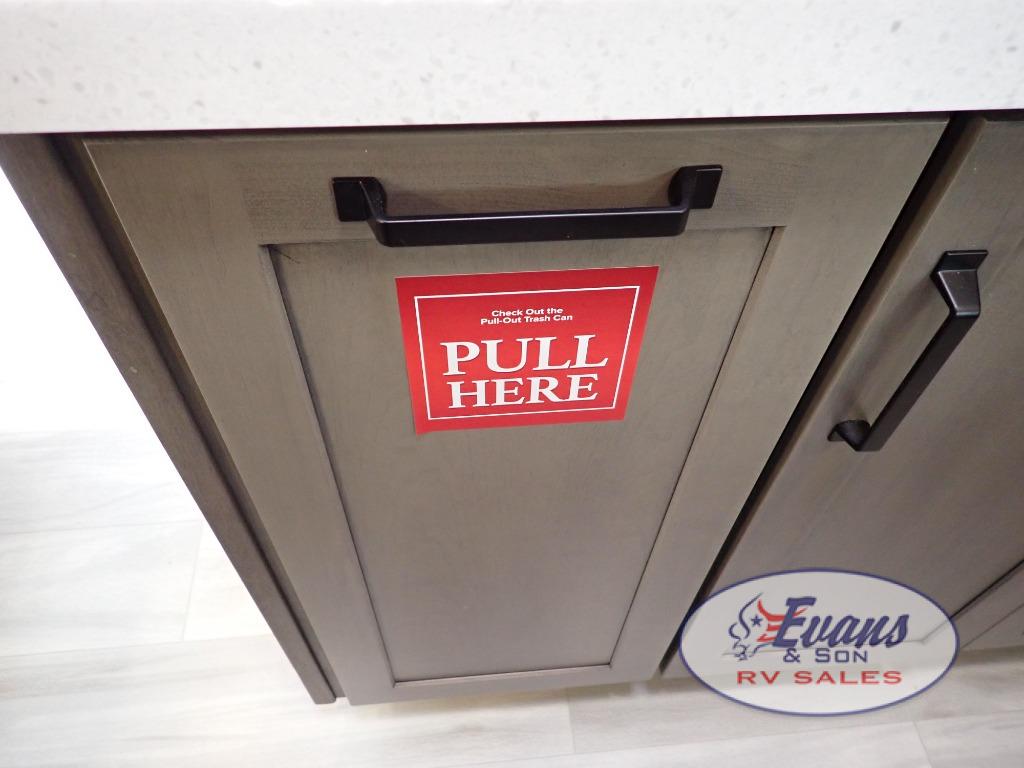 Check Out the
Pull-Out Trash Can
PULL
HERE
Evans
& SON
RV SALES